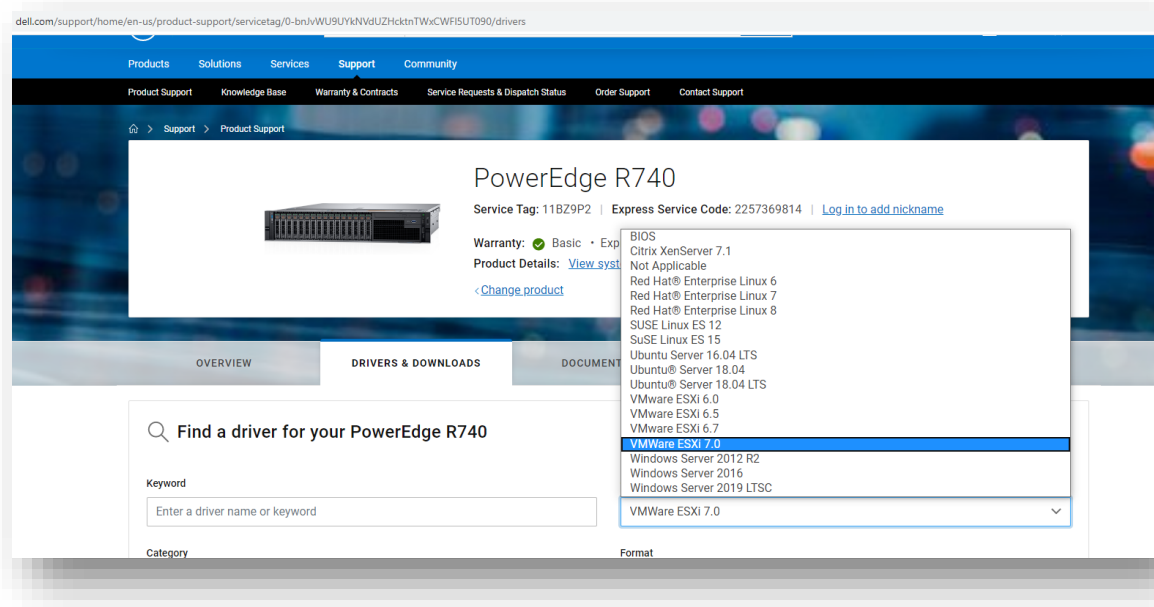 dell.com/support/home/en-us/product-support/servicetag/0-bnJvWU9UYkNVdUZHcktnTWxCWFI5UT090/drivers
Products Solutions Services Support Community
Product Support Knowledge Base Warranty & Contracts Service Requests & Dispatch Status Order Support Contact Support
Support > Product Support
PowerEdge R740
Service Tag: 11BZ9P2 | Express Service Code: 2257369814 | Log in to add nickname
Warranty: Basic • Exp
Product Details: View syst
< Change product
BIOS
Citrix XenServer 7.1
Not Applicable
Red Hat® Enterprise Linux 6
Red Hat® Enterprise Linux 7
Red Hat® Enterprise Linux 8
SUSE Linux ES 12
SuSE Linux ES 15
Ubuntu Server 16.04 LTS
Ubuntu® Server 18.04
Ubuntu® Server 18.04 LTS
VMware ESXi 6.0
VMware ESXi 6.5
VMware ESXi 6.7
VMWare ESXi 7.0
Windows Server 2012 R2
Windows Server 2016
Windows Server 2019 LTSC
OVERVIEW DRIVERS & DOWNLOADS DOCUMENT
Find a driver for your PowerEdge R740
Keyword
Enter a driver name or keyword
VMWare ESXi 7.0
Category Format